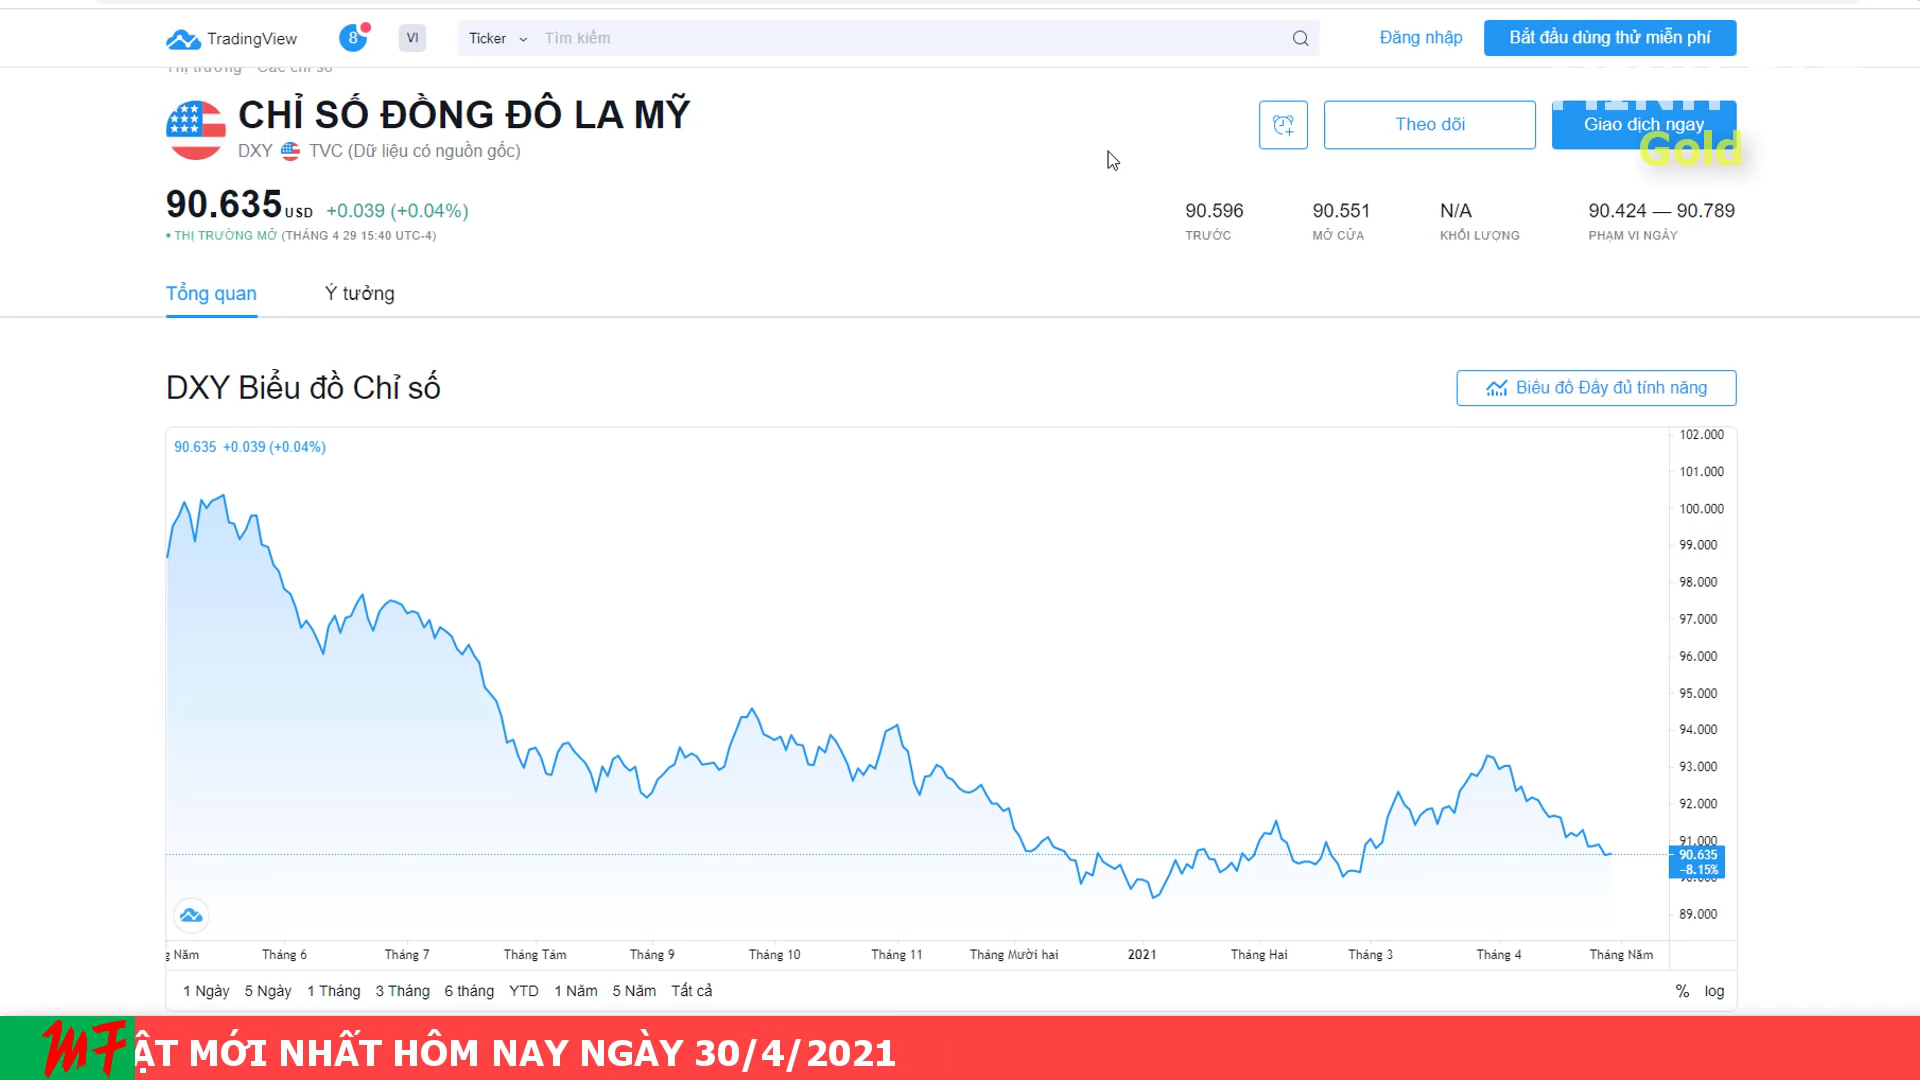 TradingView
8
VI
Ticker
Tìm kiếm
Đăng nhập
Bắt đầu dùng thử miễn phí
Thị trường Các chỉ số
CHỈ SỐ ĐỒNG ĐÔ LA MỸ
DXY TVC (Dữ liệu có nguồn gốc)
Theo dõi
Giao dịch ngay
Gold
90.635 USD +0.039 (+0.04%)
THỊ TRƯỜNG MỞ (THÁNG 4 29 15:40 UTC-4)
90.596
TRƯỚC
90.551
MỞ CỬA
N/A
KHỐI LƯỢNG
90.424 — 90.789
PHẠM VI NGÀY
Tổng quan
Ý tưởng
DXY Biểu đồ Chỉ số
Biểu đồ Đầy đủ tính năng
90.635 +0.039 (+0.04%)
102.000
101.000
100.000
99.000
98.000
97.000
96.000
95.000
94.000
93.000
92.000
91.000
90.635
−8.15%
90.000
89.000
g Năm
Tháng 6
Tháng 7
Tháng Tám
Tháng 9
Tháng 10
Tháng 11
Tháng Mười hai
2021
Tháng Hai
Tháng 3
Tháng 4
Tháng Năm
1 Ngày
5 Ngày
1 Tháng
3 Tháng
6 tháng
YTD
1 Năm
5 Năm
Tất cả
%
log
MF
ẬT MỚI NHẤT HÔM NAY NGÀY 30/4/2021